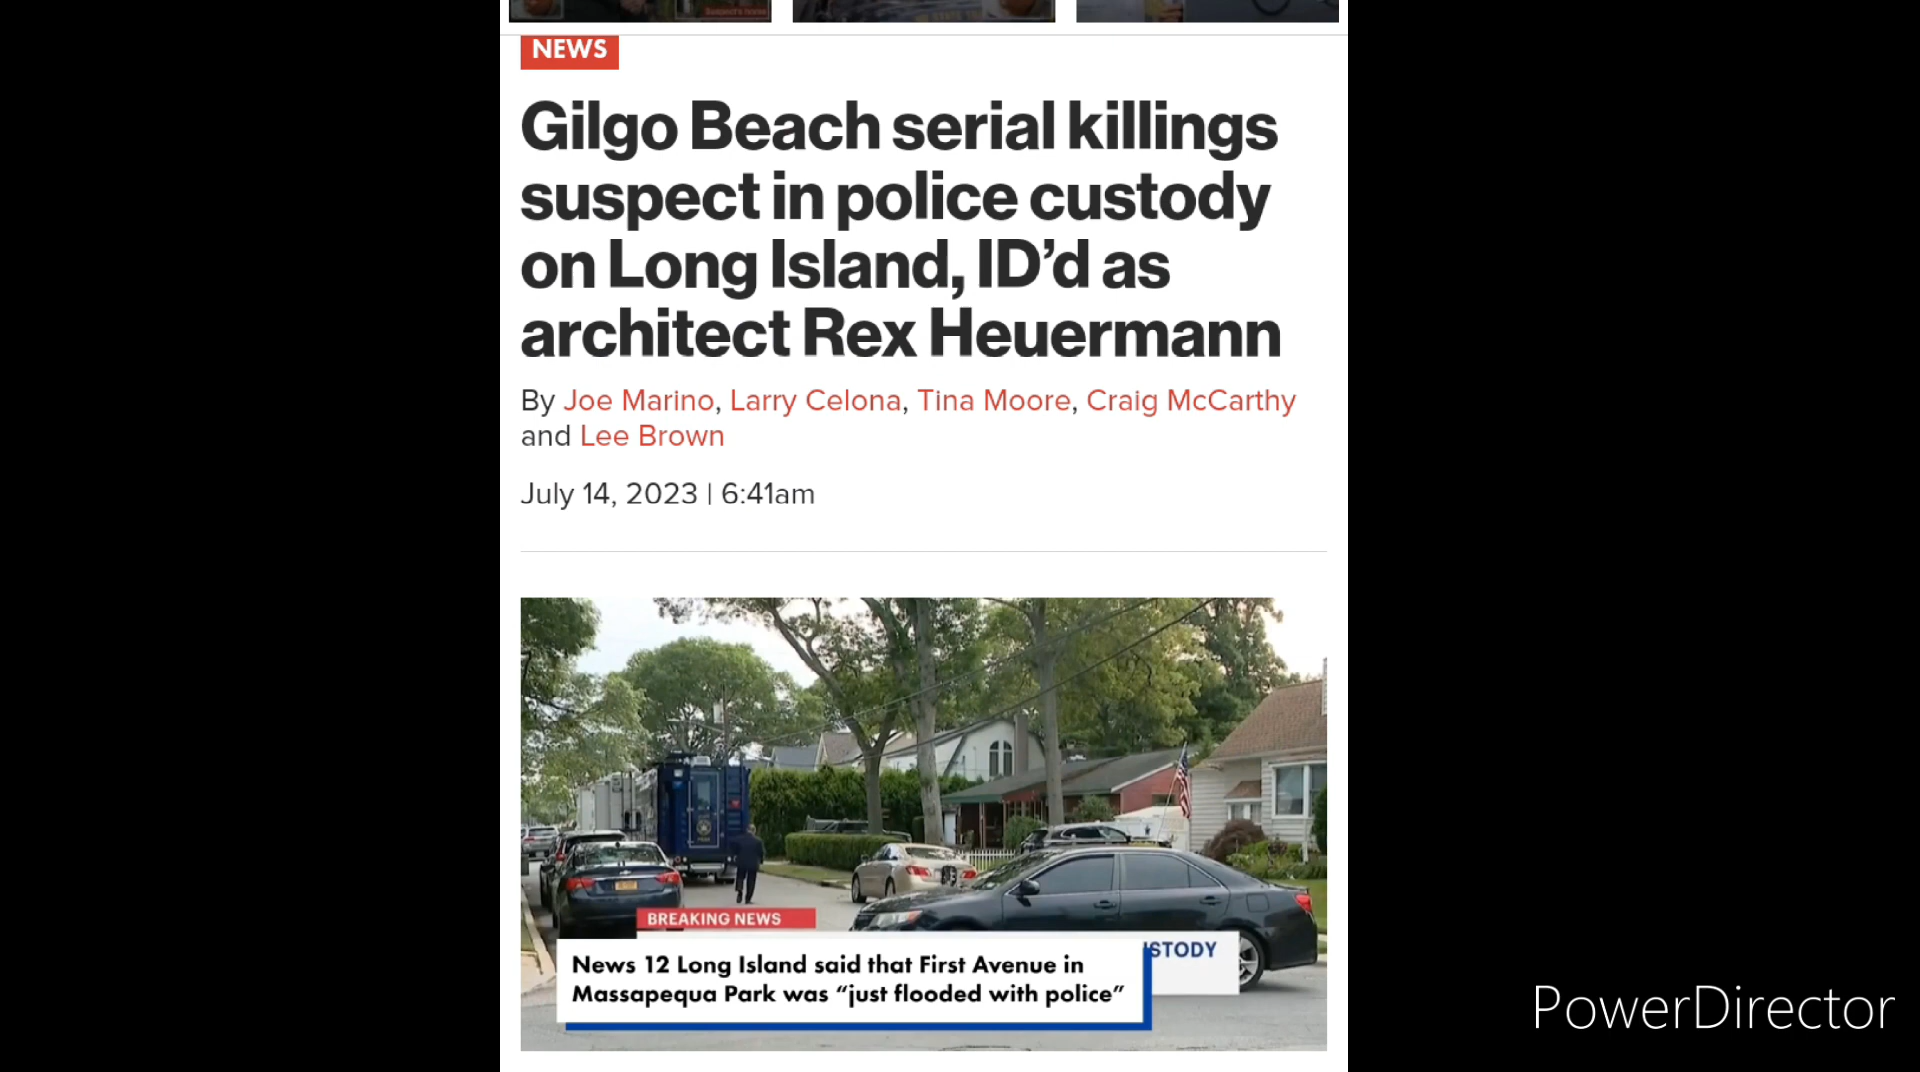 NEWS
Gilgo Beach serial killings
suspect in police custody
on Long Island, ID’d as
architect Rex Heuermann
By Joe Marino, Larry Celona, Tina Moore, Craig McCarthy
and Lee Brown
July 14, 2023 | 6:41am
BREAKING NEWS
STODY
News 12 Long Island said that First Avenue in
Massapequa Park was “just flooded with police”
PowerDirector